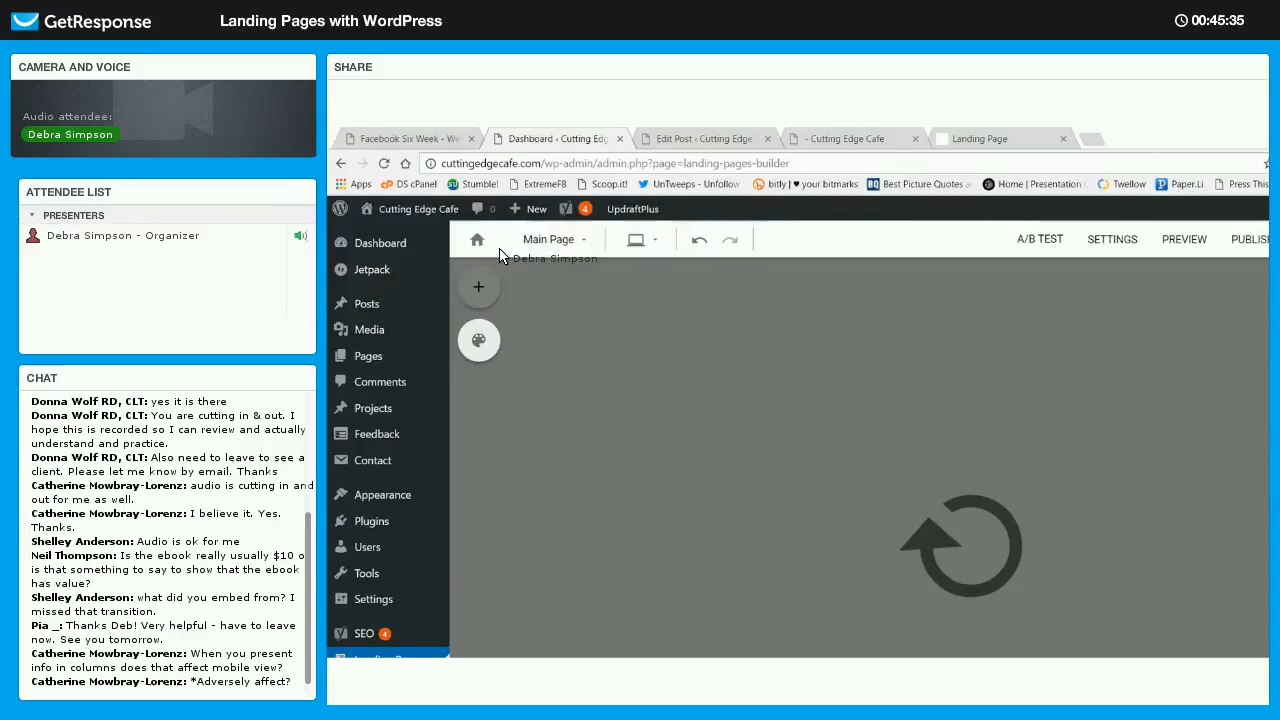 GetResponse
Landing Pages with WordPress
00:45:35
CAMERA AND VOICE
Audio attendee:
Debra Simpson
ATTENDEE LIST
PRESENTERS
Debra Simpson - Organizer
CHAT
Donna Wolf RD, CLT: yes it is there
Donna Wolf RD, CLT: You are cutting in & out. I
hope this is recorded so I can review and actually
understand and practice.
Donna Wolf RD, CLT: Also need to leave to see a
client. Please let me know by email. Thanks
Catherine Mowbray-Lorenz: audio is cutting in and
out for me as well.
Catherine Mowbray-Lorenz: I believe it. Yes.
Thanks.
Shelley Anderson: Audio is ok for me
Neil Thompson: Is the ebook really usually $10 o
is that something to say to show that the ebook
has value?
Shelley Anderson: what did you embed from? I
missed that transition.
Pia _: Thanks Deb! Very helpful - have to leave
now. See you tomorrow.
Catherine Mowbray-Lorenz: When you present
info in columns does that affect mobile view?
Catherine Mowbray-Lorenz: *Adversely affect?
SHARE
Facebook Six Week - We
Dashboard ‹ Cutting Edg
Edit Post ‹ Cutting Edge
- Cutting Edge Cafe
Landing Page
cuttingedgecafe.com/wp-admin/admin.php?page=landing-pages-builder
Apps
DS cPanel
Stumble!
ExtremeFB
Scoop.it!
UnTweeps - Unfollow
bitly | ♥ your bitmarks
BQ Best Picture Quotes a
Home | Presentation
Twellow
Paper.Li
Press This
Cutting Edge Cafe
0
New
4
UpdraftPlus
Dashboard
Jetpack
Posts
Media
Pages
Comments
Projects
Feedback
Contact
Appearance
Plugins
Users
Tools
Settings
SEO 4
Main Page
A/B TEST
SETTINGS
PREVIEW
PUBLIS
Debra Simpson